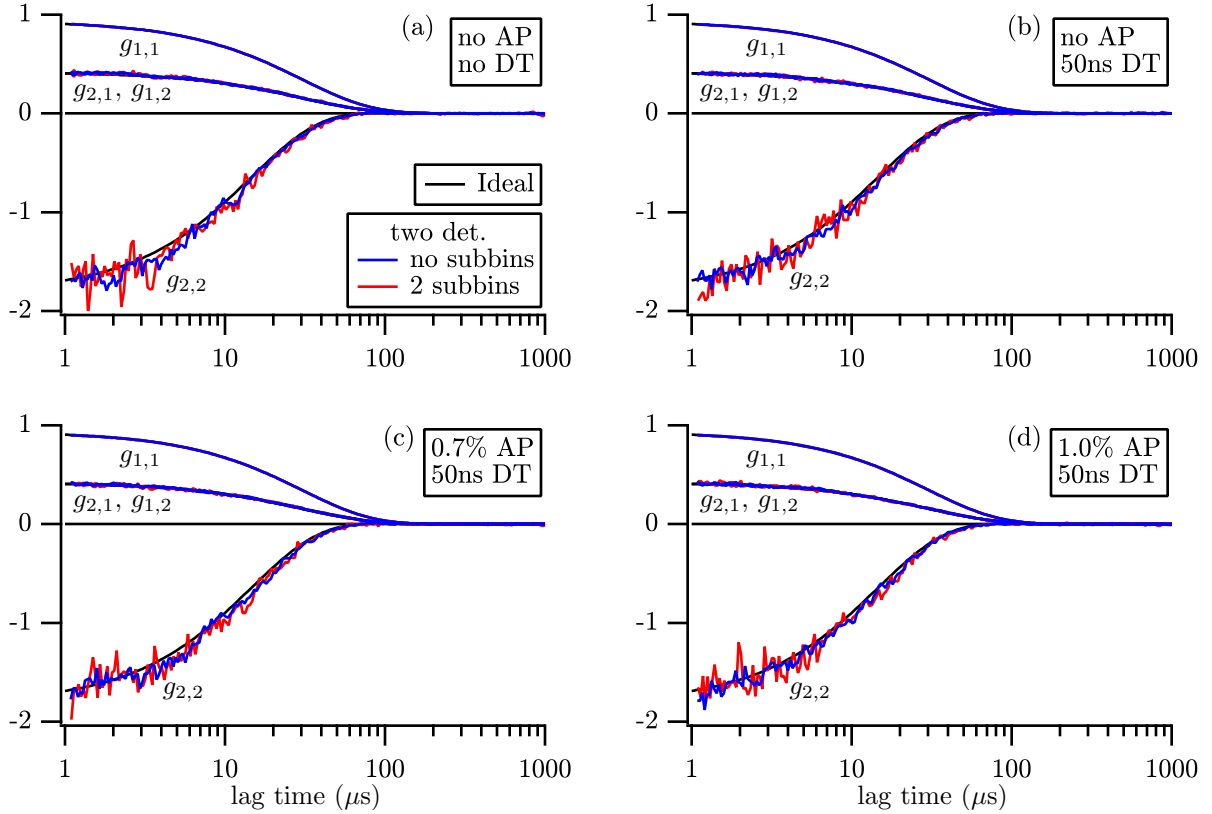 1
(a)
no AP
no DT
g1,1
g2,1, g1,2
0
Ideal
-1
two det.
no subbins
2 subbins
g2,2
-2
1 10 100 1000
(b)
no AP
50ns DT
g1,1
g2,1, g1,2
0
-1
g2,2
-2
1 10 100 1000
1
1
(c)
0.7% AP
50ns DT
g1,1
g2,1, g1,2
0
-1
g2,2
-2
1 10 100 1000
lag time (μs)
1
(d)
1.0% AP
50ns DT
g1,1
g2,1, g1,2
0
-1
g2,2
-2
1 10 100 1000
lag time (μs)